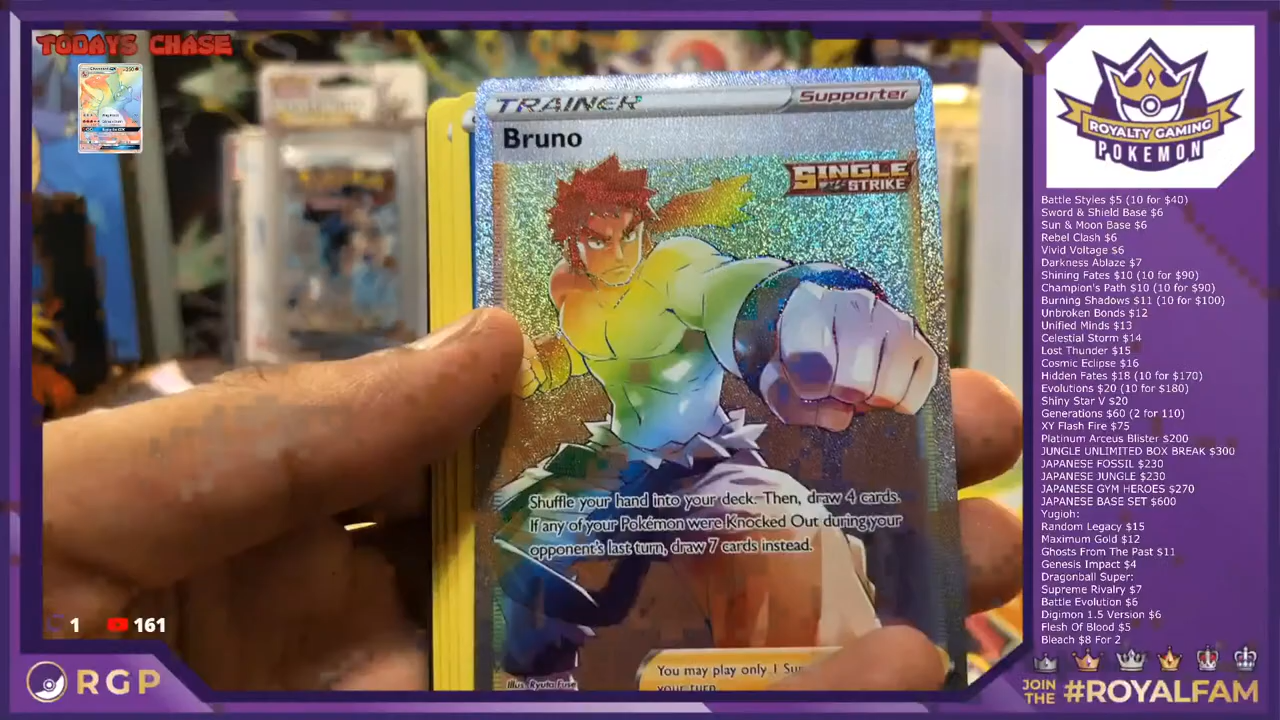 TODAYS CHASE
TRAINER
Supporter
Bruno
SINGLE
STRIKE
Shuffle your hand into your deck. Then, draw 4 cards.
If any of your Pokémon were Knocked Out during your
opponent's last turn, draw 7 cards instead.
You may play only 1 Su
your turn
Illus. Ryuta Fuse
1
161
RGP
ROYALTY GAMING
POKEMON
Battle Styles $5 (10 for $40)
Sword & Shield Base $6
Sun & Moon Base $6
Rebel Clash $6
Vivid Voltage $6
Darkness Ablaze $7
Shining Fates $10 (10 for $90)
Champion's Path $10 (10 for $90)
Burning Shadows $11 (10 for $100)
Unbroken Bonds $12
Unified Minds $13
Celestial Storm $14
Lost Thunder $15
Cosmic Eclipse $16
Hidden Fates $18 (10 for $170)
Evolutions $20 (10 for $180)
Shiny Star V $20
Generations $60 (2 for 110)
XY Flash Fire $75
Platinum Arceus Blister $200
JUNGLE UNLIMITED BOX BREAK $300
JAPANESE FOSSIL $230
JAPANESE JUNGLE $230
JAPANESE GYM HEROES $270
JAPANESE BASE SET $600
Yugioh:
Random Legacy $15
Maximum Gold $12
Ghosts From The Past $11
Genesis Impact $4
Dragonball Super:
Supreme Rivalry $7
Battle Evolution $6
Digimon 1.5 Version $6
Flesh Of Blood $5
Bleach $8 For 2
JOIN
THE
#ROYALFAM